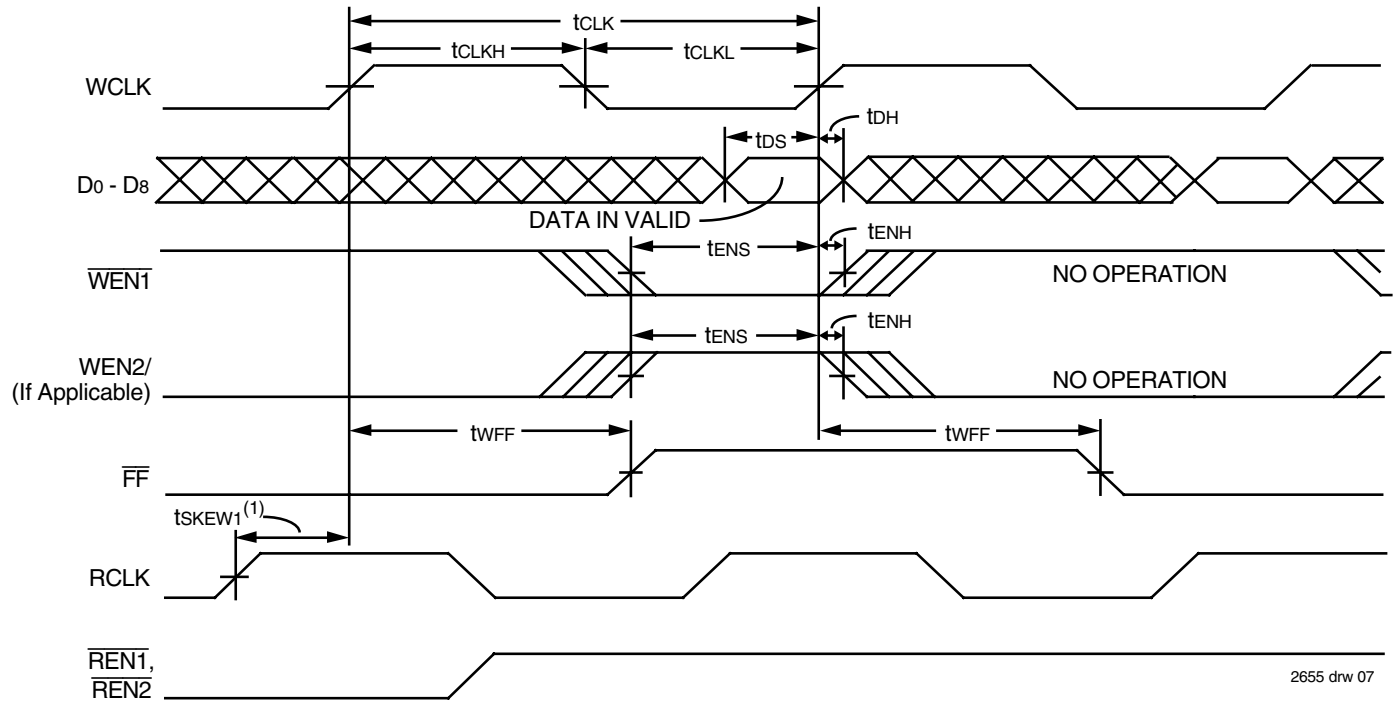 tCLK
tCLKH
tCLKL
WCLK
tDH
tDS
D0 - D8
DATA IN VALID
tENH
tENS
WEN1
NO OPERATION
tENH
tENS
WEN2/
(If Applicable)
NO OPERATION
tWFF
tWFF
FF
tSKEW1(1)
RCLK
REN1,
REN2
2655 drw 07